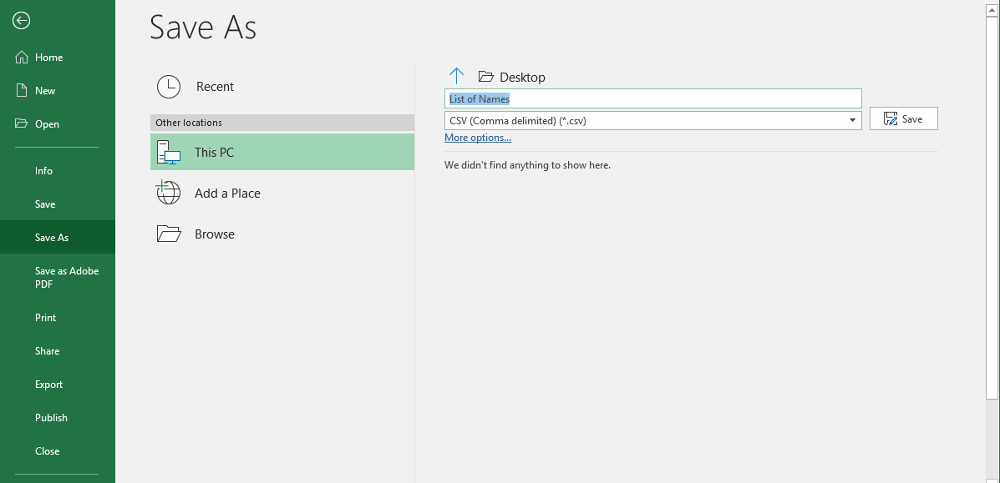 Save As
Home
New
Open
Info
Save
Save As
Save as Adobe
PDF
Print
Share
Export
Publish
Close
Recent
Other locations
This PC
Add a Place
Browse
Desktop
List of Names
CSV (Comma delimited) (*.csv)
Save
More options...
We didn't find anything to show here.